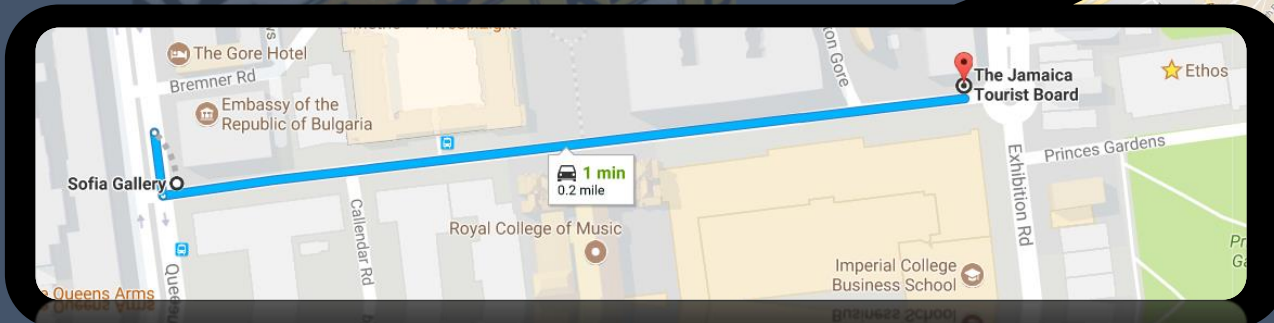 The Gore Hotel
Bremner Rd
Embassy of the
Republic of Bulgaria
The Jamaica
Tourist Board
Ethos
Sofia Gallery
1 min
0.2 mile
Princes Gardens
Exhibition Rd
Callendar Rd
Royal College of Music
Imperial College
Business School
Queens Arms